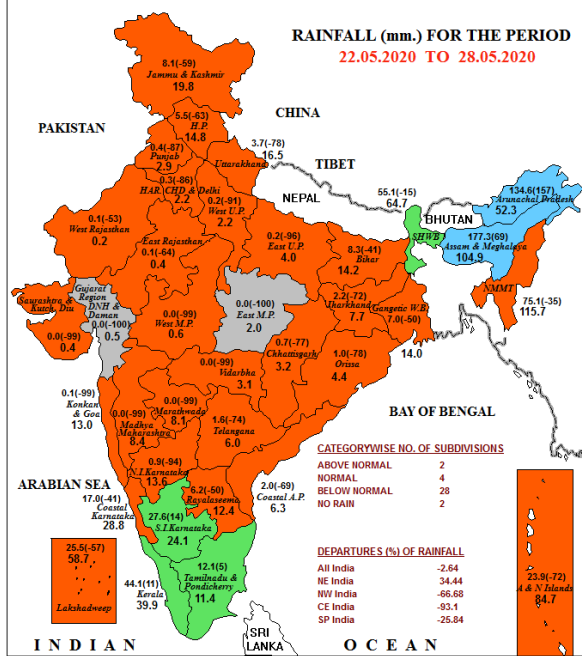 RAINFALL (mm.) FOR THE PERIOD
22.05.2020 TO 28.05.2020
8.1(-59)
Jammu & Kashmir
19.8
CHINA
PAKISTAN
5.5(-63)
H.P.
14.8
3.7(-78)
16.5
Uttarakhand
TIBET
0.4(-87)
Punjab
2.9
0.3(-86)
HAR. CHD & Delhi
2.2
0.2(-91)
West U.P.
2.2
NEPAL
55.1(-15)
64.7
SHWB
BHUTAN
134.6(157)
Arunachal Pradesh
52.3
0.1(-53)
West Rajasthan
0.2
East Rajasthan
0.1(-64)
0.4
0.2(-96)
East U.P.
4.0
8.3(-41)
Bihar
14.2
177.3(69)
Assam & Meghalaya
104.9
NMMT
75.1(-35)
115.7
Saurashtra &
Kutch, Diu
0.0(-99)
0.4
Gujarat
Region
DNH &
Daman
0.0(-100)
0.5
0.0(-99)
West M.P.
0.6
0.0(-100)
East M.P.
2.0
2.2(-72)
Jharkhand
7.7
Gangetic W.B.
7.0(-50)
14.0
0.7(-77)
Chhattisgarh
3.2
1.0(-78)
Orissa
4.4
0.0(-99)
Vidarbha
3.1
0.1(-99)
Konkan
& Goa
13.0
0.0(-99)
Madhya
Maharashtra
8.4
0.0(-99)
Marathwada
8.1
1.6(-74)
Telangana
6.0
BAY OF BENGAL
0.9(-94)
N.I.Karnataka
13.6
6.2(-50)
Rayalaseema
12.4
2.0(-69)
Coastal A.P.
6.3
ARABIAN SEA
17.0(-41)
Coastal
Karnataka
28.8
27.6(14)
S.I.Karnataka
24.1
12.1(5)
Tamilnadu &
Pondicherry
11.4
44.1(11)
Kerala
39.9
25.5(-57)
58.7
Lakshadweep
CATEGORYWISE NO. OF SUBDIVISIONS
ABOVE NORMAL 2
NORMAL 4
BELOW NORMAL 28
NO RAIN 2
DEPARTURES (%) OF RAINFALL
All India -2.64
NE India 34.44
NW India -66.68
CE India -93.1
SP India -25.84
23.9(-72)
A & N Islands
84.7
SRI
LANKA
INDIAN OCEAN